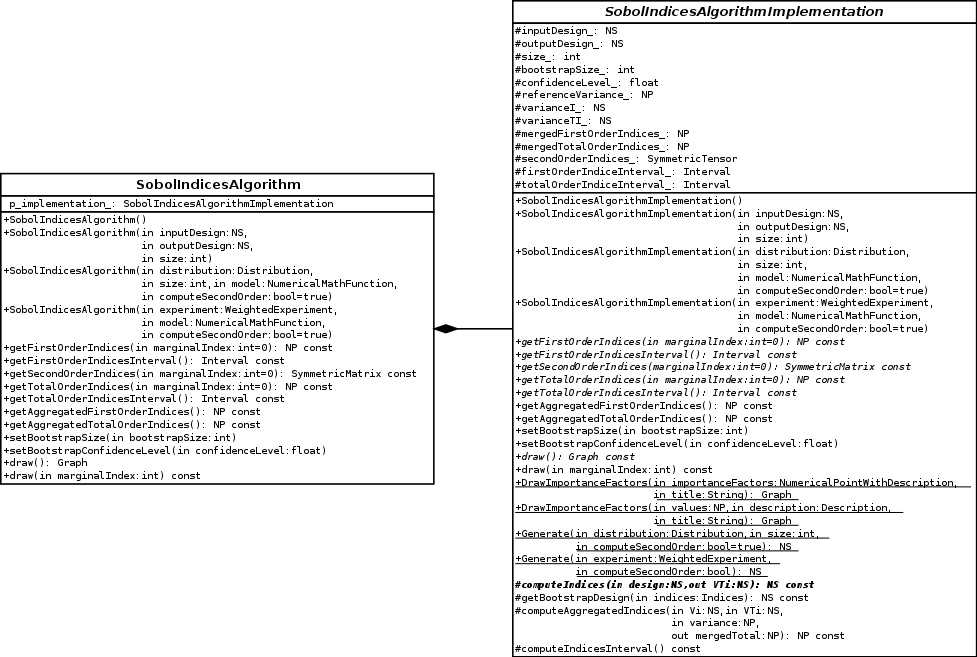 SobolIndicesAlgorithm
p_implementation_: SobolIndicesAlgorithmImplementation
+SobolIndicesAlgorithm()
+SobolIndicesAlgorithm(in inputDesign:NS,
in outputDesign:NS,
in size:int)
+SobolIndicesAlgorithm(in distribution:Distribution,
in size:int,in model:NumericalMathFunction,
in computeSecondOrder:bool=true)
+SobolIndicesAlgorithm(in experiment:WeightedExperiment,
in model:NumericalMathFunction,
in computeSecondOrder:bool=true)
+getFirstOrderIndices(in marginalIndex:int=0): NP const
+getFirstOrderIndicesInterval(): Interval const
+getSecondOrderIndices(in marginalIndex:int=0): SymmetricMatrix const
+getTotalOrderIndices(in marginalIndex:int=0): NP const
+getTotalOrderIndicesInterval(): Interval const
+getAggregatedFirstOrderIndices(): NP const
+getAggregatedTotalOrderIndices(): NP const
+setBootstrapSize(in bootstrapSize:int)
+setBootstrapConfidenceLevel(in confidenceLevel:float)
+draw(): Graph
+draw(in marginalIndex:int) const
SobolIndicesAlgorithmImplementation
#inputDesign_: NS
#outputDesign_: NS
#size_: int
#bootstrapSize_: int
#confidenceLevel_: float
#referenceVariance_: NP
#varianceI_: NS
#varianceTI_: NS
#mergedFirstOrderIndices_: NP
#mergedTotalOrderIndices_: NP
#secondOrderIndices_: SymmetricTensor
#firstOrderIndiceInterval_: Interval
#totalOrderIndiceInterval_: Interval
+SobolIndicesAlgorithmImplementation()
+SobolIndicesAlgorithmImplementation(in inputDesign:NS,
in outputDesign:NS,
in size:int)
+SobolIndicesAlgorithmImplementation(in distribution:Distribution,
in size:int,
in model:NumericalMathFunction,
in computeSecondOrder:bool=true)
+SobolIndicesAlgorithmImplementation(in experiment:WeightedExperiment,
in model:NumericalMathFunction,
in computeSecondOrder:bool=true)
+getFirstOrderIndices(in marginalIndex:int=0): NP const
+getFirstOrderIndicesInterval(): Interval const
+getSecondOrderIndices(marginalIndex:int=0): SymmetricMatrix const
+getTotalOrderIndices(in marginalIndex:int=0): NP const
+getTotalOrderIndicesInterval(): Interval const
+getAggregatedFirstOrderIndices(): NP const
+getAggregatedTotalOrderIndices(): NP const
+setBootstrapSize(in bootstrapSize:int)
+setBootstrapConfidenceLevel(in confidenceLevel:float)
+draw(): Graph const
+draw(in marginalIndex:int) const
+DrawImportanceFactors(in importanceFactors:NumericalPointWithDescription,
in title:String): Graph
+DrawImportanceFactors(in values:NP,in description:Description,
in title:String): Graph
+Generate(in distribution:Distribution,in size:int,
in computeSecondOrder:bool=true): NS
+Generate(in experiment:WeightedExperiment,
in computeSecondOrder:bool): NS
#computeIndices(in design:NS,out VTi:NS): NS const
#getBootstrapDesign(in indices:Indices): NS const
#computeAggregatedIndices(in Vi:NS,in VTi:NS,
in variance:NP,
out mergedTotal:NP): NP const
#computeIndicesInterval() const